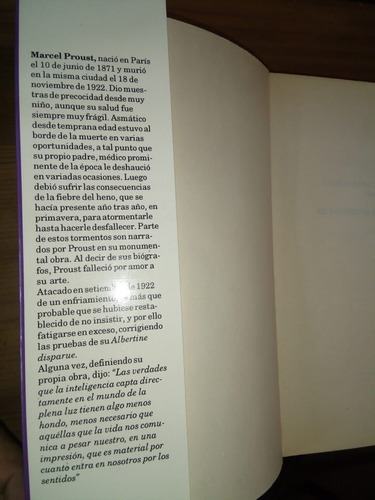 Marcel Proust, nació en París
el 10 de junio de 1871 y murió
en la misma ciudad el 18 de
noviembre de 1922. Dio mues-
tras de precocidad desde muy
niño, aunque su salud fue
siempre muy frágil. Asmático
desde temprana edad estuvo al
borde de la muerte en varias
oportunidades, a tal punto que
su propio padre, médico promi-
nente de la época le deshaució
en variadas ocasiones. Luego
debió sufrir las consecuencias
de la fiebre del heno, que se
hacía presente año tras año, en
primavera, para atormentarle
hasta hacerle desfallecer. Parte
de estos tormentos son narra-
dos por Proust en su monumen-
tal obra. Al decir de sus biógra-
fos, Proust falleció por amor a
su arte.
Atacado en setiembre de 1922
de un enfriamiento, más que
probable que se hubiese resta-
blecido de no insistir, y por ello
fatigarse en exceso, corrigiendo
las pruebas de su Albertine
disparue.
Alguna vez, definiendo su
propia obra, dijo: "Las verdades
que la inteligencia capta direc-
tamente en el mundo de la
plena luz tienen algo menos
hondo, menos necesario que
aquéllas que la vida nos comu-
nica a pesar nuestro, en una
impresión, que es material por
cuanto entra en nosotros por los
sentidos"